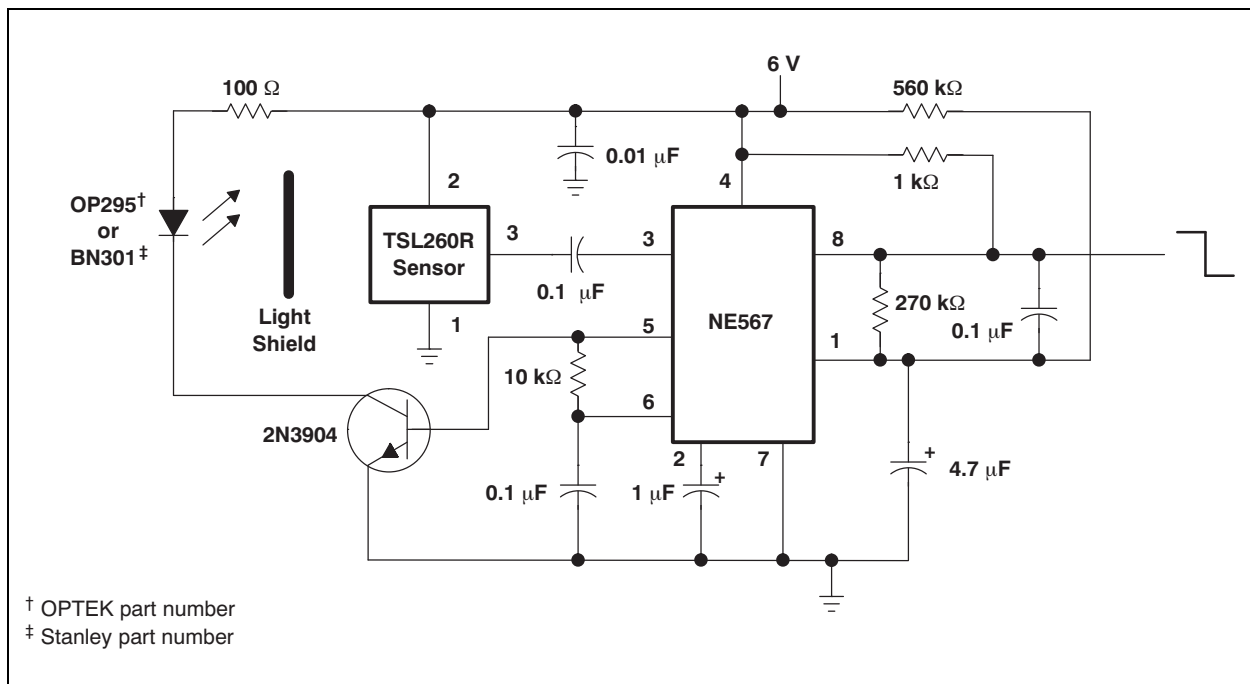 6 V
100 Ω
560 kΩ
0.01 μF
1 kΩ
2
4
OP295†
or
BN301‡
TSL260R
Sensor
3
3
8
0.1 μF
270 kΩ
NE567
0.1 μF
Light
Shield
1
5
1
10 kΩ
6
2N3904
2
7
4.7 μF
+
0.1 μF
1 μF
+
† OPTEK part number
‡ Stanley part number